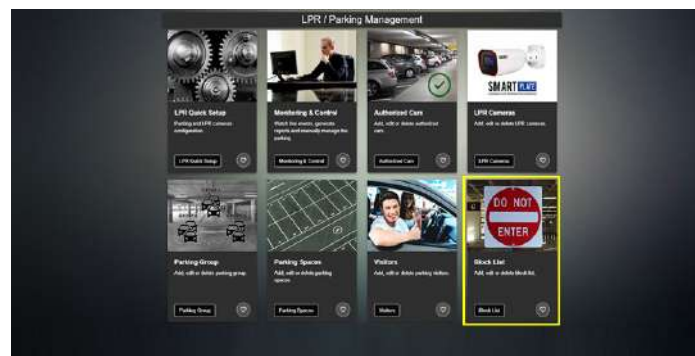 LPR / Parking Management
SMART PLATE
LPR Quick Setup
Parking and LPR cameras
configuration.
LPR Quick Setup
Monitoring & Control
Watch live events, generate
reports and manually manage the
parking.
Monitoring & Control
Authorized Cars
Add, edit or delete authorized
cars.
Authorized Cars
LPR Cameras
Add, edit or delete LPR cameras.
LPR Cameras
DO NOT
ENTER
Parking Group
Add, edit or delete parking group.
Parking Group
Parking Spaces
Add, edit or delete parking
spaces.
Parking Spaces
Visitors
Add, edit or delete parking visitors.
Visitors
Block List
Add, edit or delete block list.
Block List